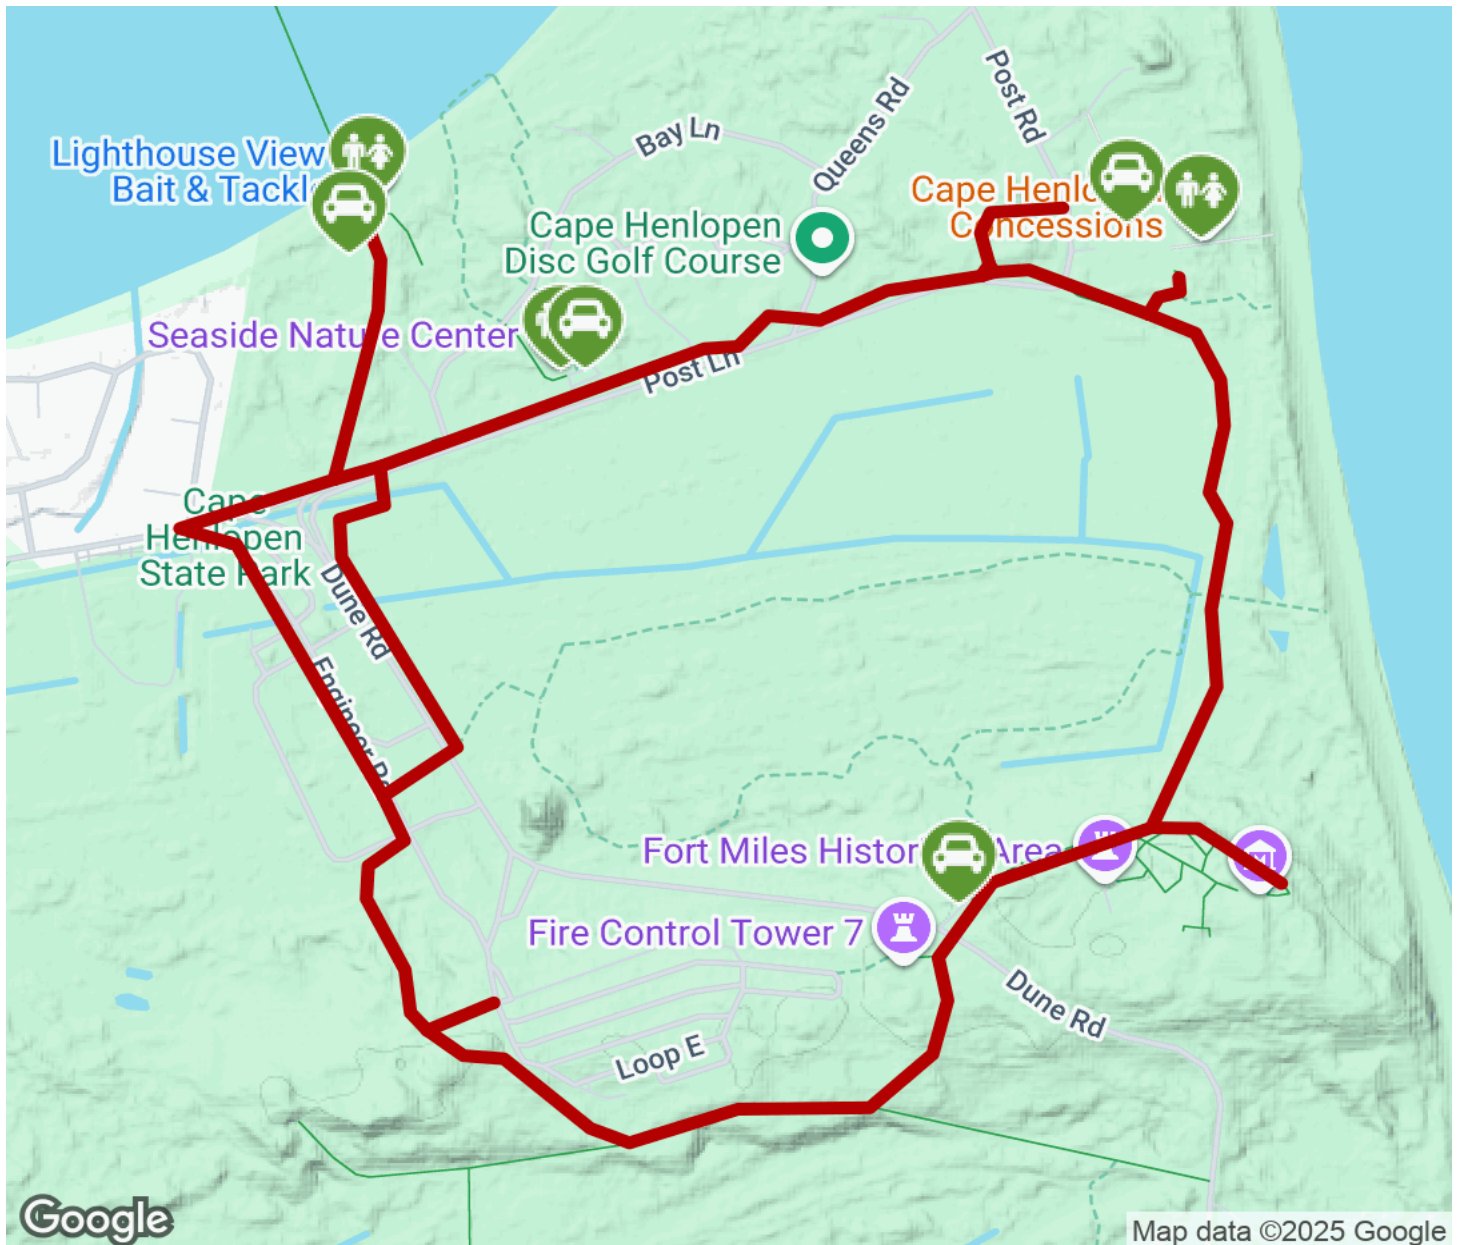 Post Rd
Queens Rd
Bay Ln
Lighthouse View
Bait & Tackle
Cape Henlopen
Concessions
Cape Henlopen
Disc Golf Course
Seaside Nature Center
Post Ln
Cape
Henlopen
State Park
Dune Rd
Engineer Rd
Fort Miles Historic Area
Fire Control Tower 7
Dune Rd
Loop E
Google
Map data ©2025 Google